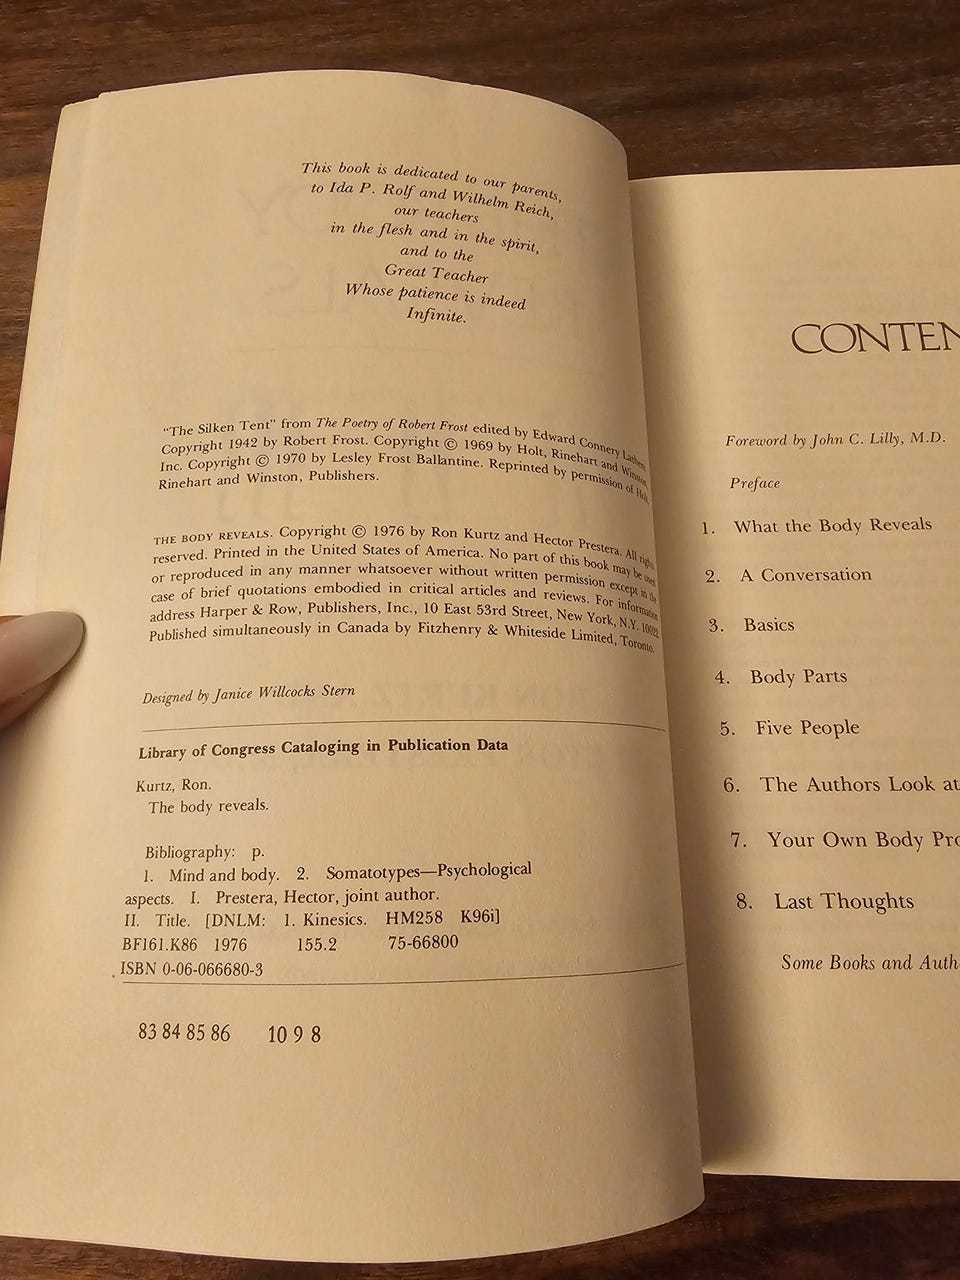 This book is dedicated to our parents,
to Ida P. Rolf and Wilhelm Reich,
our teachers
in the flesh and in the spirit,
and to the
Great Teacher
Whose patience is indeed
Infinite.
"The Silken Tent" from The Poetry of Robert Frost edited by Edward Connery Lathem
Copyright 1942 by Robert Frost. Copyright © 1969 by Holt, Rinehart and Winston,
Inc. Copyright © 1970 by Lesley Frost Ballantine. Reprinted by permission of Holt,
Rinehart and Winston, Publishers.
THE BODY REVEALS. Copyright © 1976 by Ron Kurtz and Hector Prestera. All rights
reserved. Printed in the United States of America. No part of this book may be used
or reproduced in any manner whatsoever without written permission except in the
case of brief quotations embodied in critical articles and reviews. For information
address Harper & Row, Publishers, Inc., 10 East 53rd Street, New York, N.Y. 10022.
Published simultaneously in Canada by Fitzhenry & Whiteside Limited, Toronto.
Designed by Janice Willcocks Stern
Library of Congress Cataloging in Publication Data
Kurtz, Ron.
The body reveals.
Bibliography: p.
1. Mind and body. 2. Somatotypes—Psychological
aspects. I. Prestera, Hector, joint author.
II. Title. [DNLM: 1. Kinesics. HM258 K96i]
BF161.K86 1976 155.2 75-66800
ISBN 0-06-066680-3
83 84 85 86 10 9 8
CONTEN
Foreword by John C. Lilly, M.D.
Preface
1. What the Body Reveals
2. A Conversation
3. Basics
4. Body Parts
5. Five People
6. The Authors Look at
7. Your Own Body Pro
8. Last Thoughts
Some Books and Auth